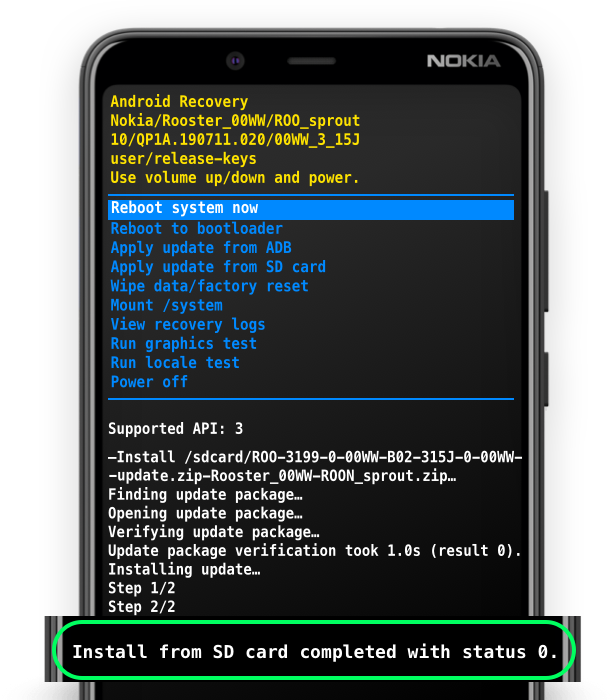 NOKIA
Android Recovery
Nokia/Rooster_00WW/ROO_sprout
10/QP1A.190711.020/00WW_3_15J
user/release-keys
Use volume up/down and power.
Reboot system now
Reboot to bootloader
Apply update from ADB
Apply update from SD card
Wipe data/factory reset
Mount /system
View recovery logs
Run graphics test
Run locale test
Power off
Supported API: 3
—Install /sdcard/ROO-3199-0-00WW-B02-315J-0-00WW-
-update.zip-Rooster_00WW-ROON_sprout.zip…
Finding update package…
Opening update package…
Verifying update package…
Update package verification took 1.0s (result 0).
Installing update…
Step 1/2
Step 2/2
Install from SD card completed with status 0.